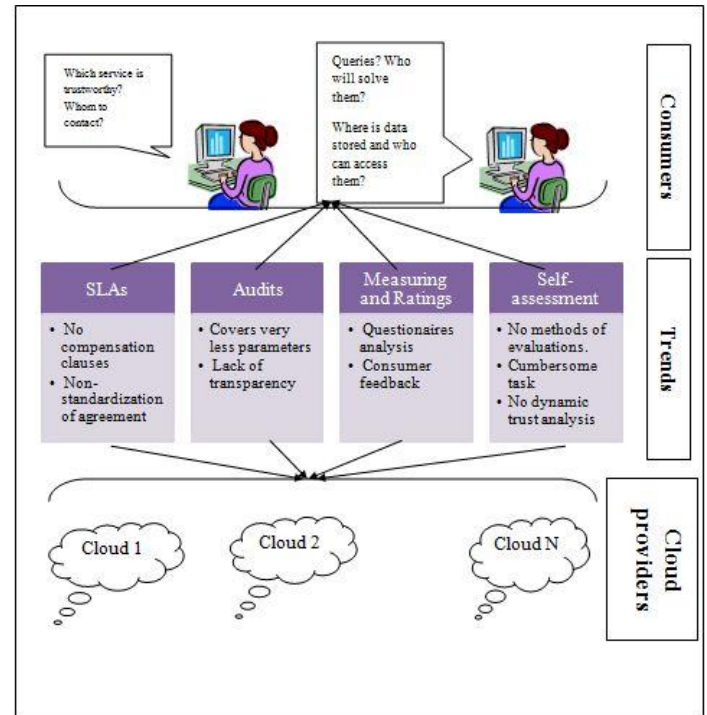 Which service is
trustworthy?
Whom to
contact?
Queries? Who
will solve
them?
Where is data
stored and who
can access
them?
Consumers
SLAs
• No
compensation
clauses
• Non-
standardization
of agreement
Audits
• Covers very
less parameters
• Lack of
transparency
Measuring
and Ratings
• Questionaires
analysis
• Consumer
feedback
Self-
assessment
• No methods of
evaluations.
• Cumbersome
task
• No dynamic
trust analysis
Trends
Cloud 1
Cloud 2
Cloud N
Cloud
providers